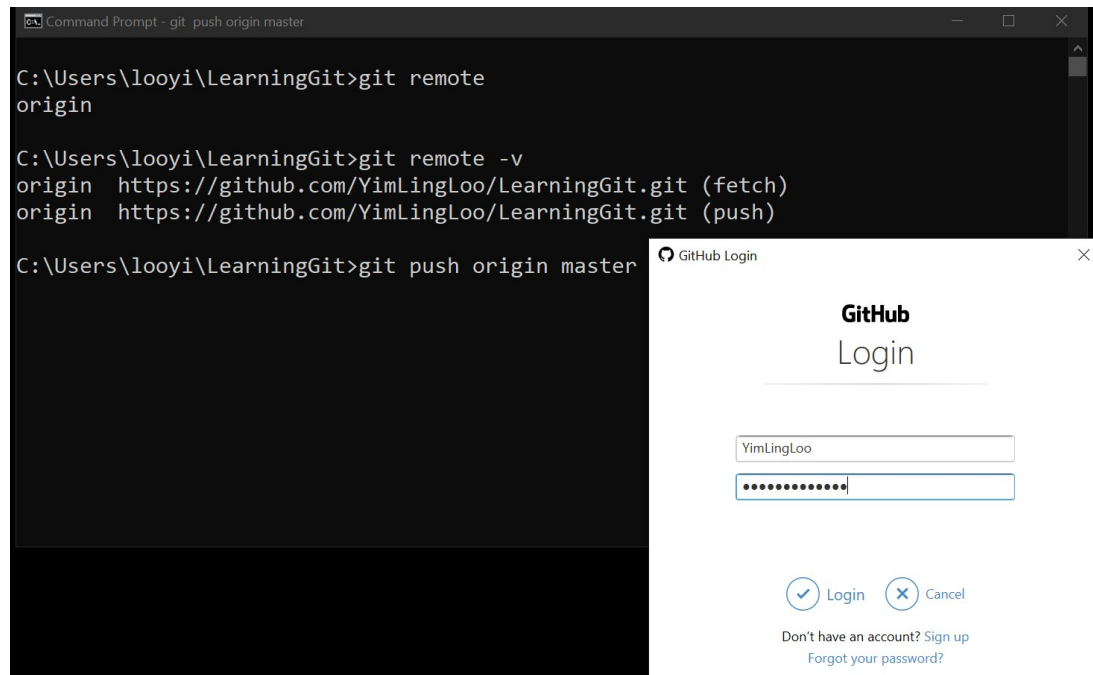 Command Prompt - git  push origin master
C:\Users\looyi\LearningGit>git remote
origin
C:\Users\looyi\LearningGit>git remote -v
origin  https://github.com/YimLingLoo/LearningGit.git (fetch)
origin  https://github.com/YimLingLoo/LearningGit.git (push)
C:\Users\looyi\LearningGit>git push origin master
GitHub Login
GitHub
Login
YimLingLoo
•••••••••••••
Login Cancel
Don't have an account? Sign up
Forgot your password?